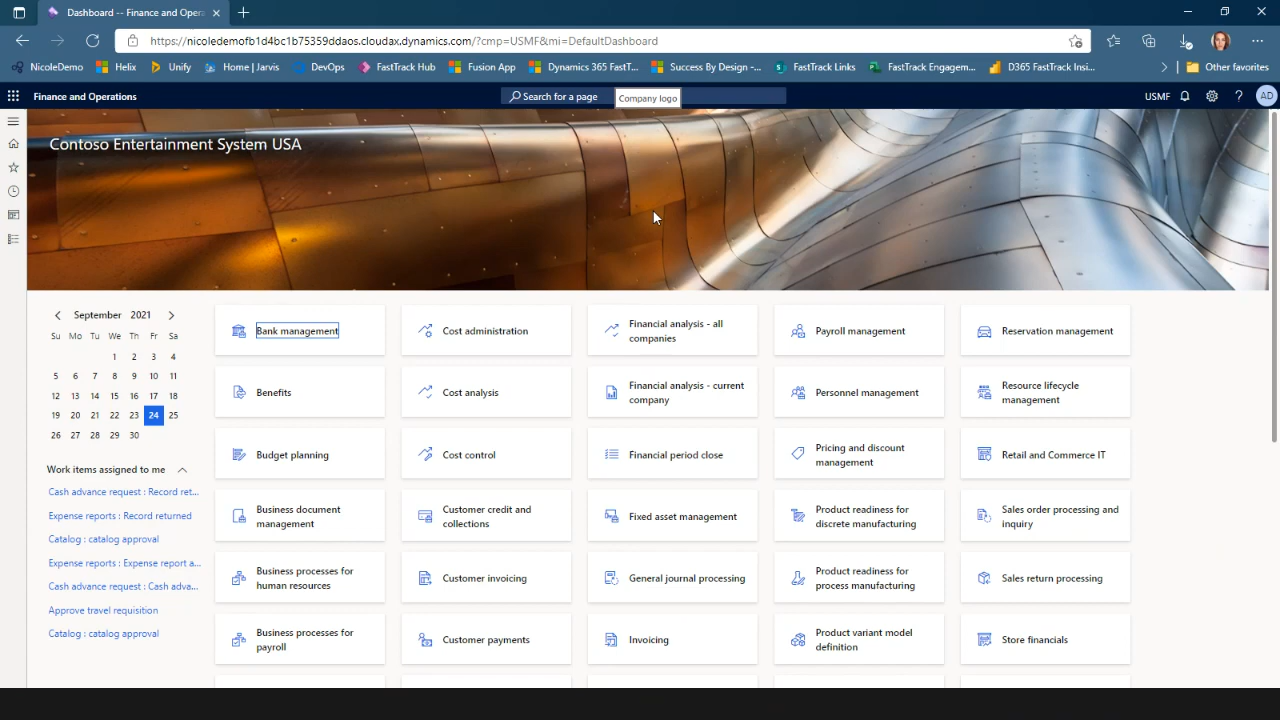 Dashboard -- Finance and Opera
https://nicoledemofb1d4bc1b75359ddaos.cloudax.dynamics.com/?cmp=USMF&mi=DefaultDashboard
NicoleDemo
Helix
Unify
Home | Jarvis
DevOps
FastTrack Hub
Fusion App
Dynamics 365 FastT...
Success By Design -...
FastTrack Links
FastTrack Engagem...
D365 FastTrack Insi...
Other favorites
Finance and Operations
Search for a page
Company logo
USMF
?
AD
Contoso Entertainment System USA
September 2021
Su Mo Tu We Th Fr Sa
1 2 3 4
5 6 7 8 9 10 11
12 13 14 15 16 17 18
19 20 21 22 23 24 25
26 27 28 29 30
Work items assigned to me
Cash advance request : Record ret...
Expense reports : Record returned
Catalog : catalog approval
Expense reports : Expense report a...
Cash advance request : Cash adva...
Approve travel requisition
Catalog : catalog approval
Bank management
Cost administration
Financial analysis - all
companies
Payroll management
Reservation management
Benefits
Cost analysis
Financial analysis - current
company
Personnel management
Resource lifecycle
management
Budget planning
Cost control
Financial period close
Pricing and discount
management
Retail and Commerce IT
Business document
management
Customer credit and
collections
Fixed asset management
Product readiness for
discrete manufacturing
Sales order processing and
inquiry
Business processes for
human resources
Customer invoicing
General journal processing
Product readiness for
process manufacturing
Sales return processing
Business processes for
payroll
Customer payments
Invoicing
Product variant model
definition
Store financials